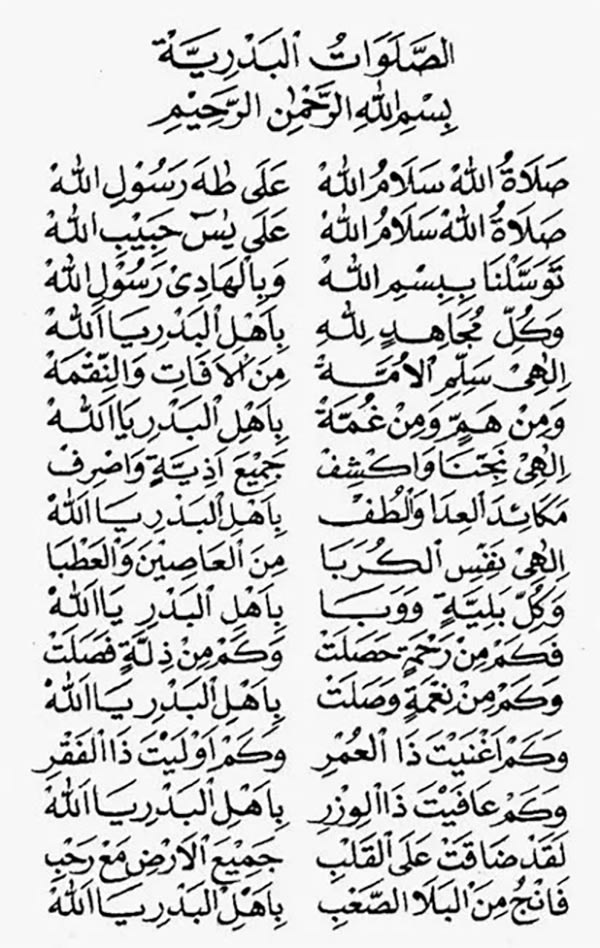 الصَّلَوَاتُ الْبَدْرِيَّةْ
بِسْمِ اللهِ الرَّحْمٰنِ الرَّحِيْمِ
صَلَاةُ اللهْ سَلَامُ اللهْ عَلَى طٰهَ رَسُوْلِ اللهْ
صَلَاةُ اللهْ سَلَامُ اللهْ عَلَى يٰسٓ حَبِيْبِ اللهْ
تَوَسَّلْنَا بِبِسْمِ اللهْ وَبِالْهَادِيْ رَسُوْلِ اللهْ
وَكُلِّ مُجَاهِدٍ لِلّٰهِ بِاَهْلِ الْبَدْرِ يَا اَللهْ
اِلٰهِيْ سَلِّمِ الْاُمَّةْ مِنَ الْاٰفَاتِ وَالنِّقْمَةْ
وَمِنْ هَمٍّ وَمِنْ غُمَّةْ بِاَهْلِ الْبَدْرِ يَا اَللهْ
اِلٰهِيْ نَجِّنَا وَاكْشِفْ جَمِيْعَ اَذِيَّةٍ وَاصْرِفْ
مَكَائِدَ الْعِدَا وَالْطُفْ بِاَهْلِ الْبَدْرِ يَا اَللهْ
اِلٰهِيْ نَفِّسِ الْكُرَبَا مِنَ الْعَاصِيْنَ وَالْعَطْبَا
وَكُلِّ بَلِيَّةٍ وَوَبَا بِاَهْلِ الْبَدْرِ يَا اَللهْ
فَكَمْ مِنْ رَحْمَةٍ حَصَلَتْ وَكَمْ مِنْ ذِلَّةٍ فَصَلَتْ
وَكَمْ مِنْ نِعْمَةٍ وَصَلَتْ بِاَهْلِ الْبَدْرِ يَا اَللهْ
وَكَمْ اَغْنَيْتَ ذَا الْعُمْرِ وَكَمْ اَوْلَيْتَ ذَا الْفَقْرِ
وَكَمْ عَافَيْتَ ذَا الْوِزْرِ بِاَهْلِ الْبَدْرِ يَا اَللهْ
لَقَدْ ضَاقَتْ عَلَى الْقَلْبِ جَمِيْعُ الْاَرْضِ مَعْ رَحْبِ
فَانْجُ مِنَ الْبَلَا الصَّعْبِ بِاَهْلِ الْبَدْرِ يَا اَللهْ